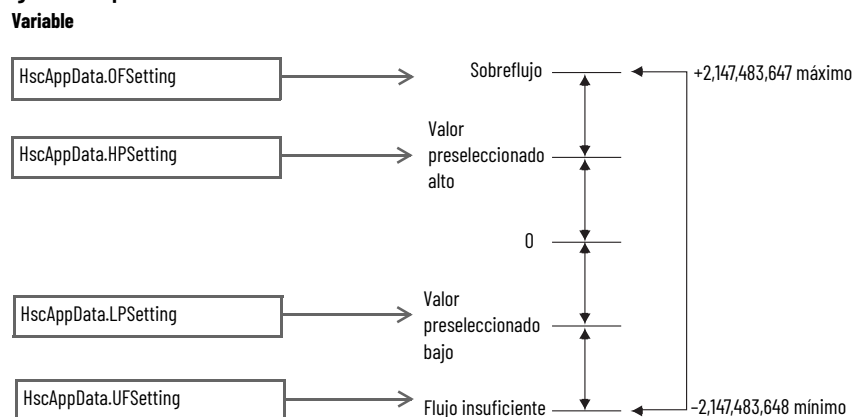 Variable
HscAppData.OFSetting
Sobreflujo
+2,147,483,647 máximo
HscAppData.HPSetting
Valor
preseleccionado
alto
0
HscAppData.LPSetting
Valor
preseleccionado
bajo
HscAppData.UFSetting
Flujo insuficiente
−2,147,483,648 mínimo